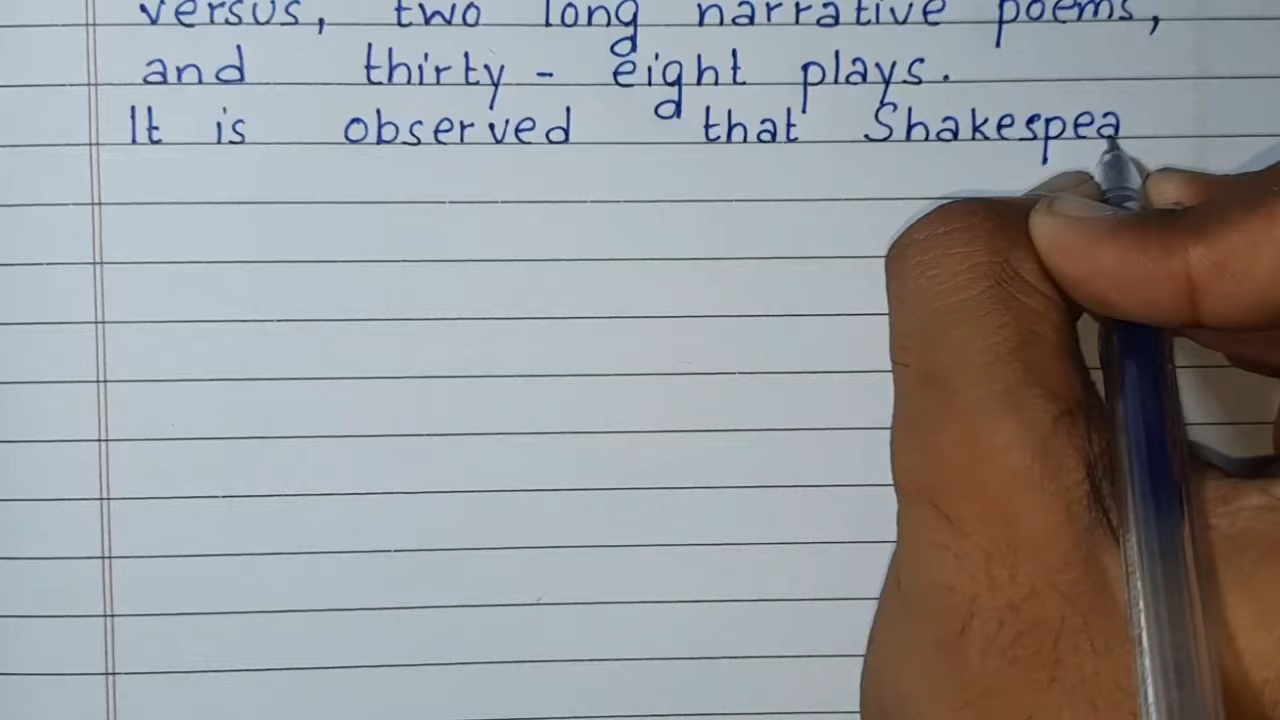 versus, two long narrative poems,
and thirty - eight plays.
It is observed that Shakespea